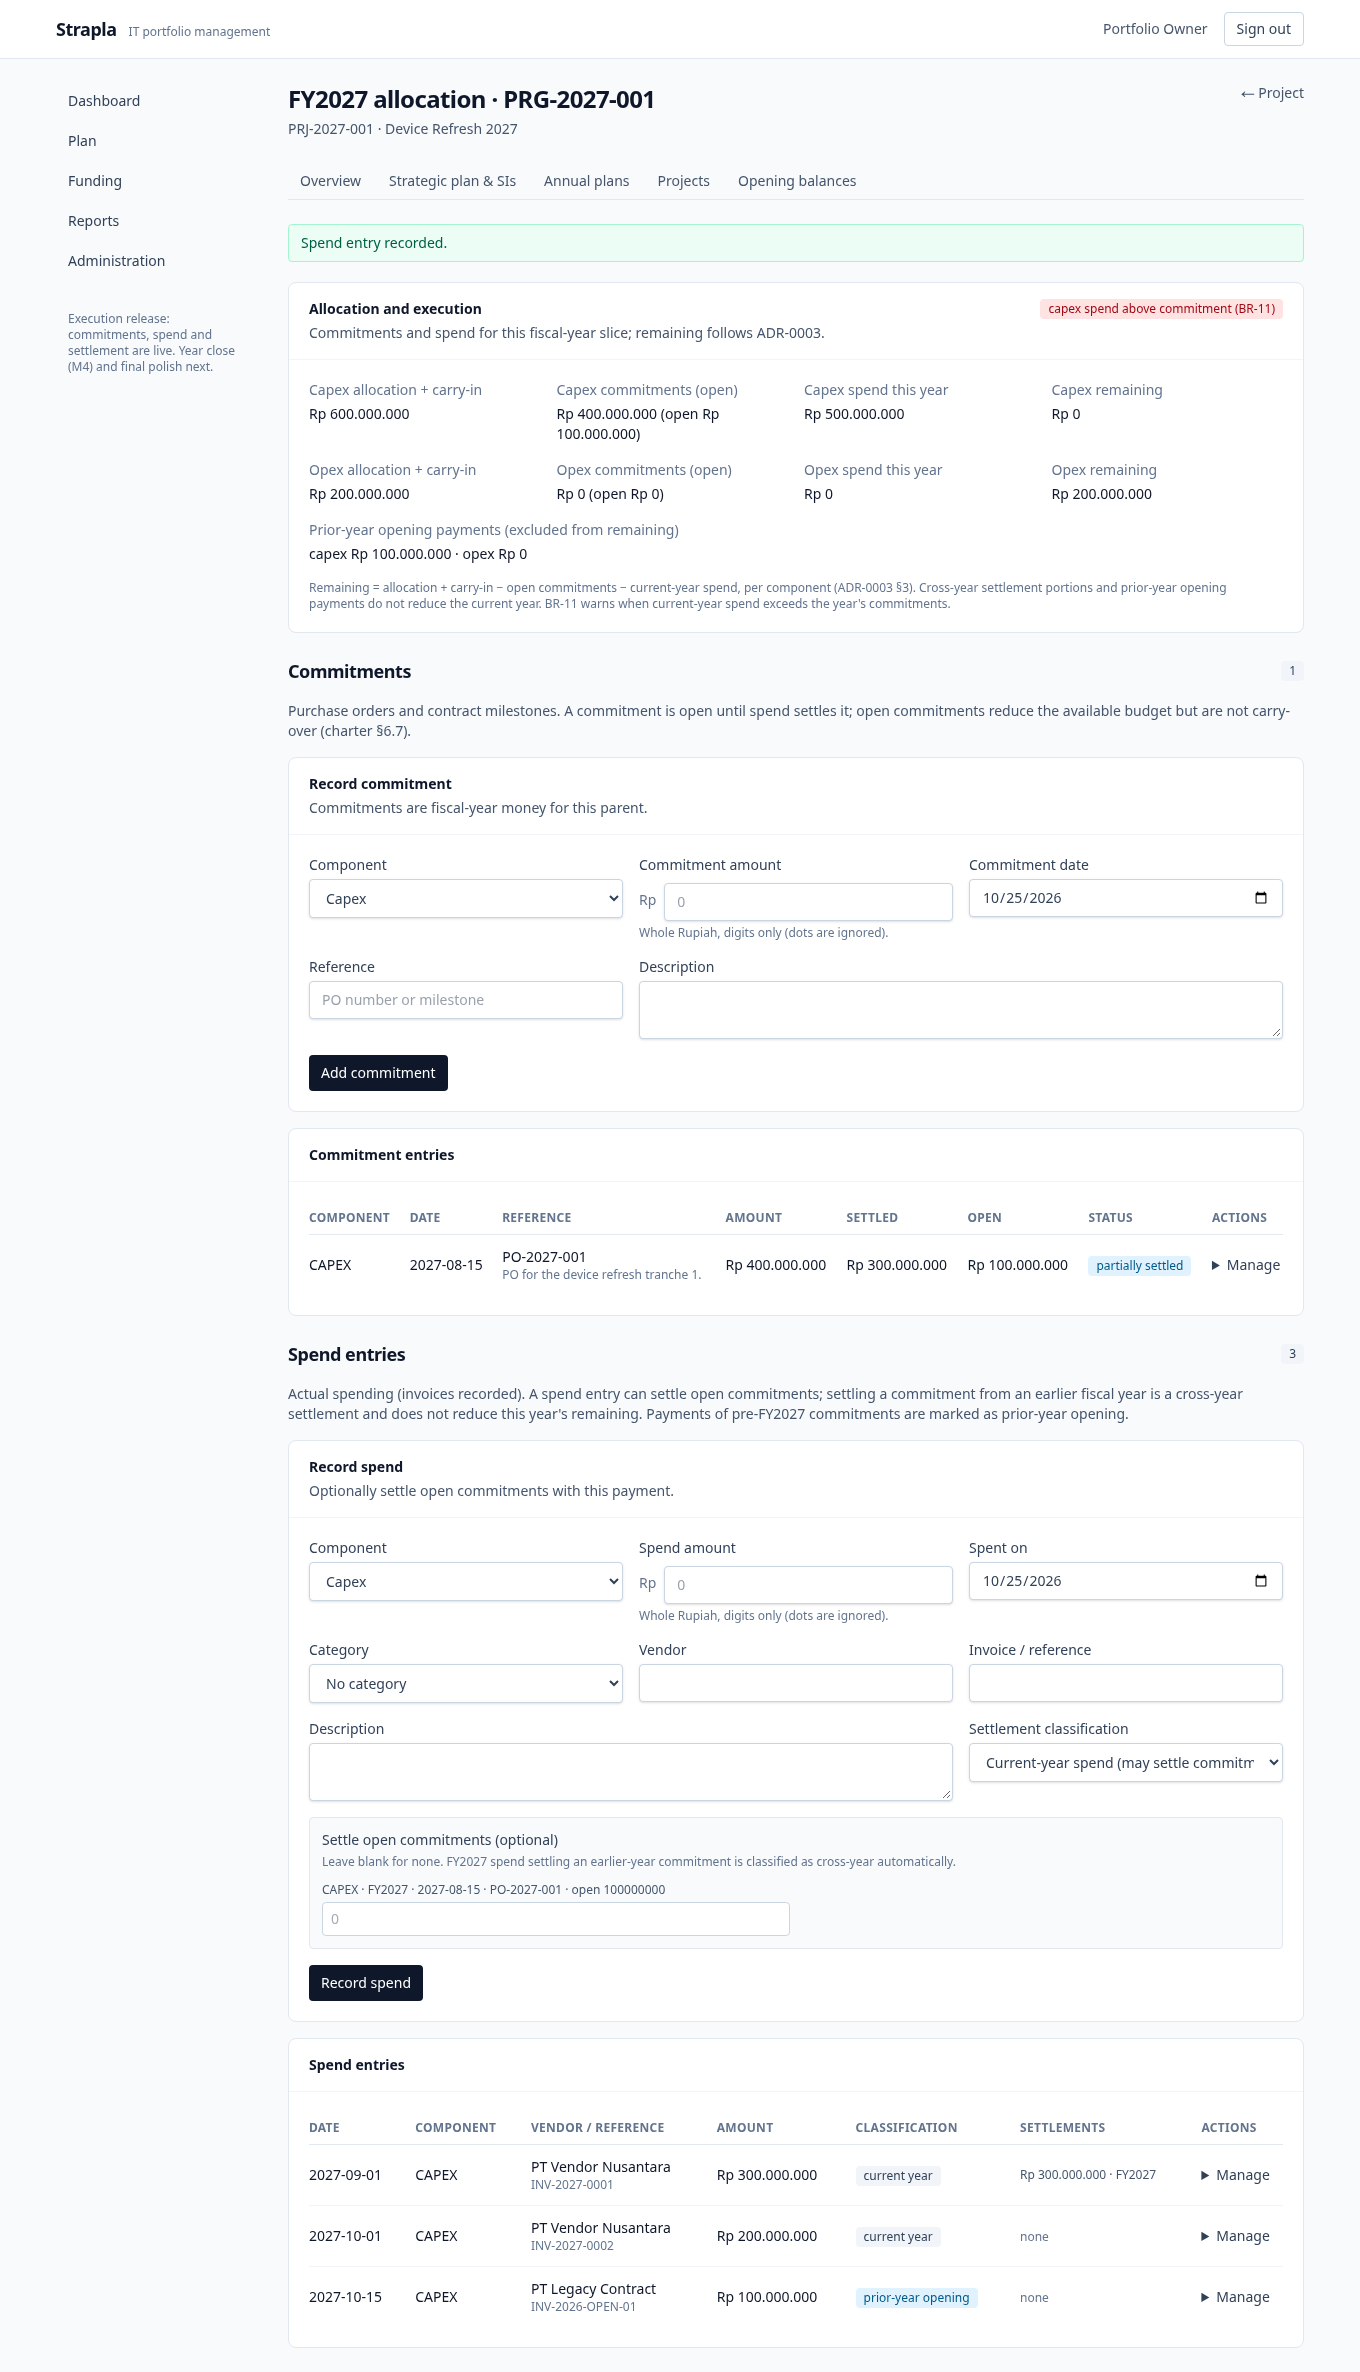 Strapla IT portfolio management
Portfolio Owner
Sign out
Dashboard
Plan
Funding
Reports
Administration
Execution release:
commitments, spend and
settlement are live. Year close
(M4) and final polish next.
FY2027 allocation · PRG-2027-001
← Project
PRJ-2027-001 · Device Refresh 2027
Overview Strategic plan & SIs Annual plans Projects Opening balances
Spend entry recorded.
Allocation and execution
capex spend above commitment (BR-11)
Commitments and spend for this fiscal-year slice; remaining follows ADR-0003.
Capex allocation + carry-in
Rp 600.000.000
Capex commitments (open)
Rp 400.000.000 (open Rp
100.000.000)
Capex spend this year
Rp 500.000.000
Capex remaining
Rp 0
Opex allocation + carry-in
Rp 200.000.000
Opex commitments (open)
Rp 0 (open Rp 0)
Opex spend this year
Rp 0
Opex remaining
Rp 200.000.000
Prior-year opening payments (excluded from remaining)
capex Rp 100.000.000 · opex Rp 0
Remaining = allocation + carry-in − open commitments − current-year spend, per component (ADR-0003 §3). Cross-year settlement portions and prior-year opening
payments do not reduce the current year. BR-11 warns when current-year spend exceeds the year's commitments.
Commitments
1
Purchase orders and contract milestones. A commitment is open until spend settles it; open commitments reduce the available budget but are not carry-
over (charter §6.7).
Record commitment
Commitments are fiscal-year money for this parent.
Component
Capex
Commitment amount
Rp 0
Whole Rupiah, digits only (dots are ignored).
Commitment date
10/25/2026
Reference
PO number or milestone
Description
Add commitment
Commitment entries
COMPONENT DATE REFERENCE AMOUNT SETTLED OPEN STATUS ACTIONS
CAPEX 2027-08-15 PO-2027-001 Rp 400.000.000 Rp 300.000.000 Rp 100.000.000 partially settled ▶ Manage
PO for the device refresh tranche 1.
Spend entries
3
Actual spending (invoices recorded). A spend entry can settle open commitments; settling a commitment from an earlier fiscal year is a cross-year
settlement and does not reduce this year's remaining. Payments of pre-FY2027 commitments are marked as prior-year opening.
Record spend
Optionally settle open commitments with this payment.
Component
Capex
Spend amount
Rp 0
Whole Rupiah, digits only (dots are ignored).
Spent on
10/25/2026
Category
No category
Vendor
Invoice / reference
Description
Settlement classification
Current-year spend (may settle commitm
Settle open commitments (optional)
Leave blank for none. FY2027 spend settling an earlier-year commitment is classified as cross-year automatically.
CAPEX · FY2027 · 2027-08-15 · PO-2027-001 · open 100000000
0
Record spend
Spend entries
DATE COMPONENT VENDOR / REFERENCE AMOUNT CLASSIFICATION SETTLEMENTS ACTIONS
2027-09-01 CAPEX PT Vendor Nusantara Rp 300.000.000 current year Rp 300.000.000 · FY2027 ▶ Manage
INV-2027-0001
2027-10-01 CAPEX PT Vendor Nusantara Rp 200.000.000 current year none ▶ Manage
INV-2027-0002
2027-10-15 CAPEX PT Legacy Contract Rp 100.000.000 prior-year opening none ▶ Manage
INV-2026-OPEN-01